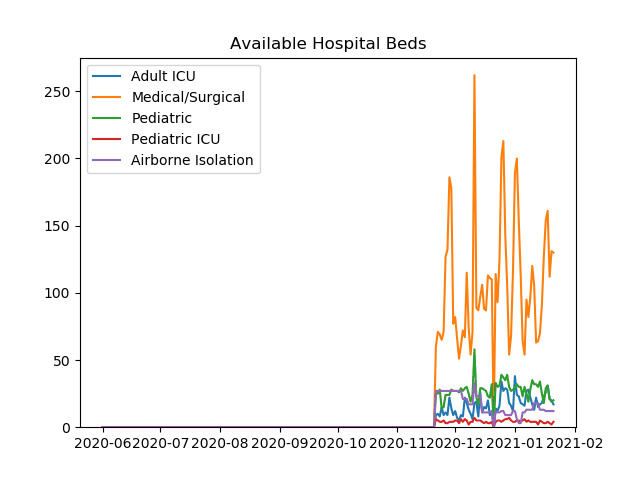 Available Hospital Beds
Adult ICU
Medical/Surgical
Pediatric
Pediatric ICU
Airborne Isolation
250
200
150
100
50
0
2020-06 2020-07 2020-08 2020-09 2020-10 2020-11 2020-12 2021-01 2021-02